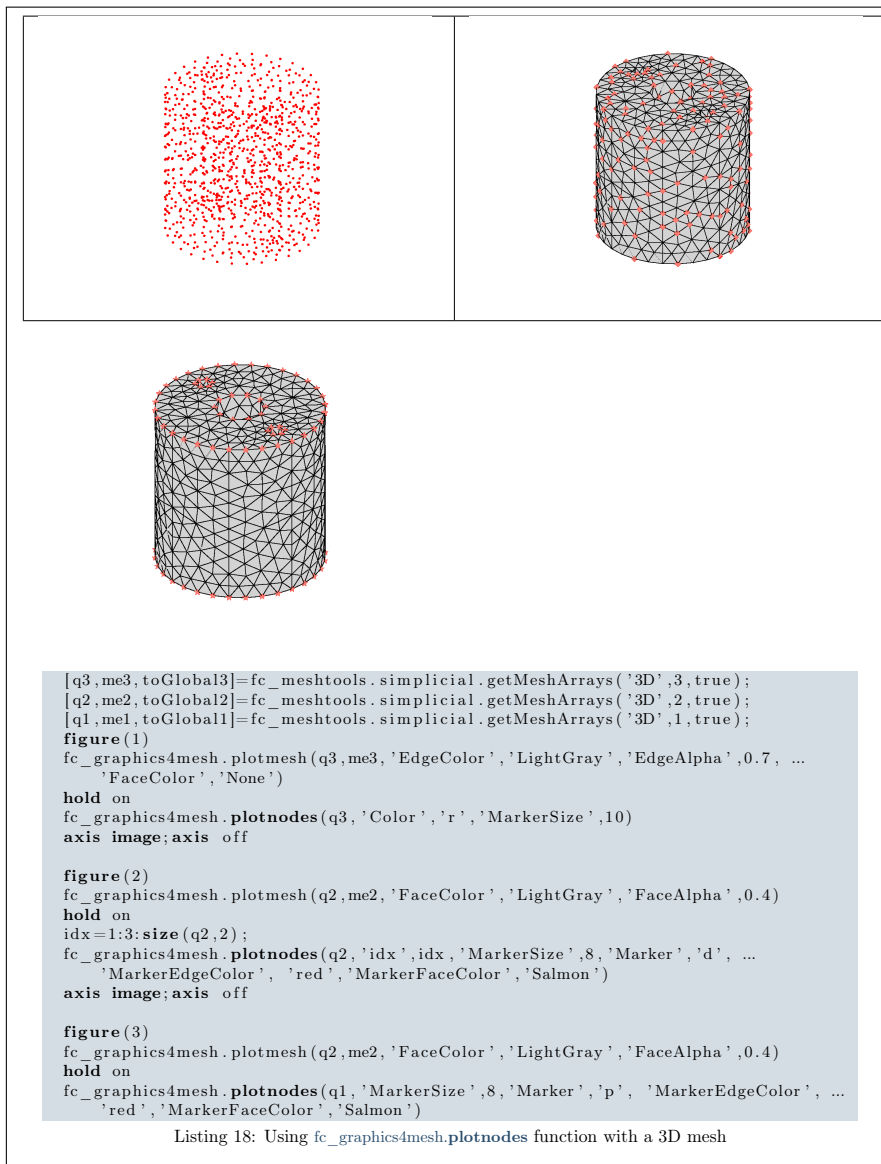 [q3,me3,toGlobal3]=fc_meshtools.simplicial.getMeshArrays('3D',3,true);
[q2,me2,toGlobal2]=fc_meshtools.simplicial.getMeshArrays('3D',2,true);
[q1,me1,toGlobal1]=fc_meshtools.simplicial.getMeshArrays('3D',1,true);
figure(1)
fc_graphics4mesh.plotmesh(q3,me3,'EdgeColor','LightGray','EdgeAlpha',0.7, ...
'FaceColor','None')
hold on
fc_graphics4mesh.plotnodes(q3,'Color','r','MarkerSize',10)
axis image;axis off
figure(2)
fc_graphics4mesh.plotmesh(q2,me2,'FaceColor','LightGray','FaceAlpha',0.4)
hold on
idx=1:3:size(q2,2);
fc_graphics4mesh.plotnodes(q2,'idx',idx,'MarkerSize',8,'Marker','d', ...
'MarkerEdgeColor', 'red','MarkerFaceColor','Salmon')
axis image;axis off
figure(3)
fc_graphics4mesh.plotmesh(q2,me2,'FaceColor','LightGray','FaceAlpha',0.4)
hold on
fc_graphics4mesh.plotnodes(q1,'MarkerSize',8,'Marker','p', 'MarkerEdgeColor', ...
'red','MarkerFaceColor','Salmon')
Listing 18: Using fc_graphics4mesh.plotnodes function with a 3D mesh